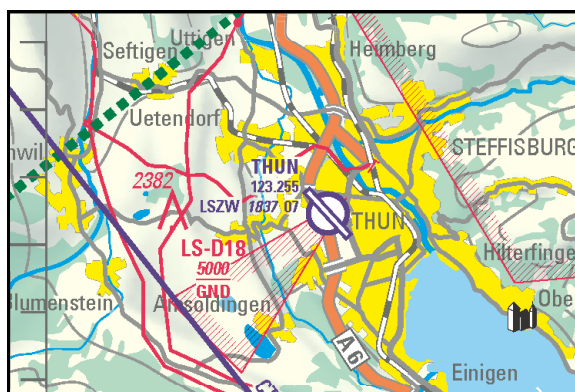 Uttigen
Seftigen
Heimberg
Uetendorf
nwil
STEFFISBURG
THUN
123.255
LSZW 1837 07
2382
THUN
LS-D18
5000
GND
Hilterfinge
Blumenstein
Amsoldingen
Obe
A6
Einigen